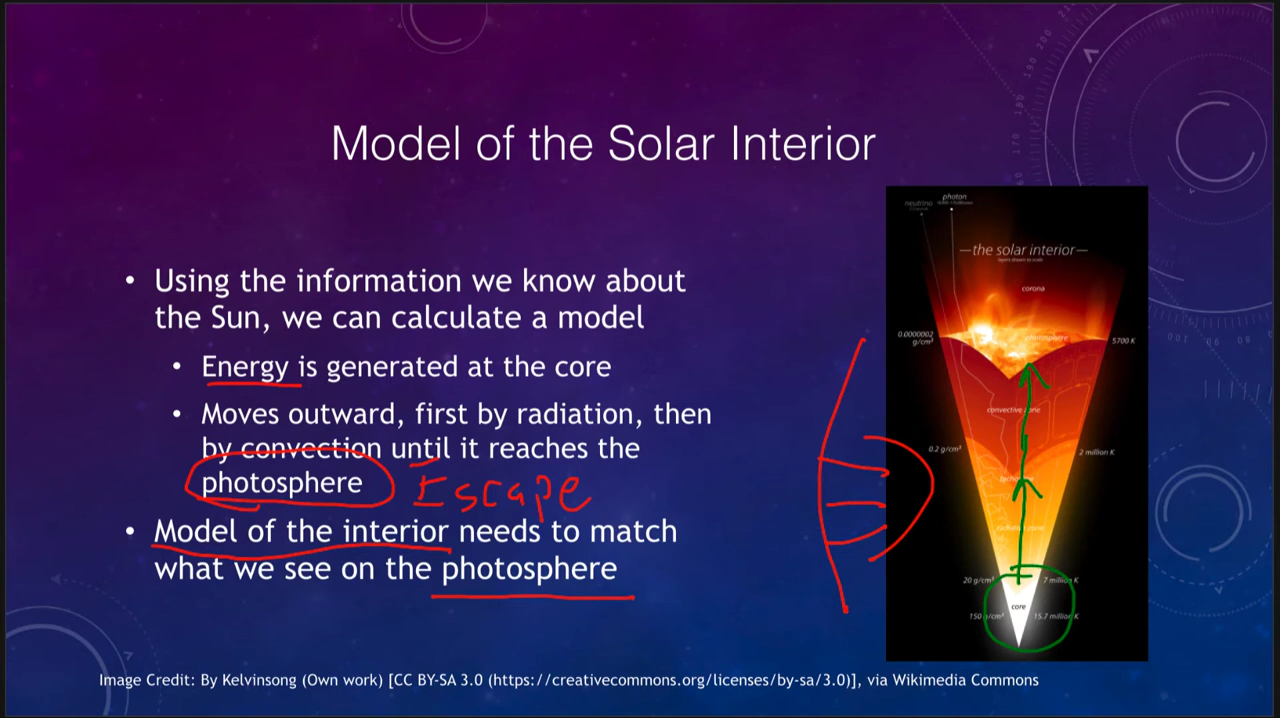 Model of the Solar Interior
• Using the information we know about
the Sun, we can calculate a model
• Energy is generated at the core
• Moves outward, first by radiation, then
by convection until it reaches the
photosphere Escape
• Model of the interior needs to match
what we see on the photosphere
neutrino
photon
—the solar interior—
layers drawn to scale
corona
0.0000002
g/cm³
photosphere
5700 K
convective zone
0.2 g/cm³
2 million K
radiative zone
20 g/cm³
7 million K
core
150 g/cm³
15.7 million K
Image Credit: By Kelvinsong (Own work) [CC BY-SA 3.0 (https://creativecommons.org/licenses/by-sa/3.0)], via Wikimedia Commons